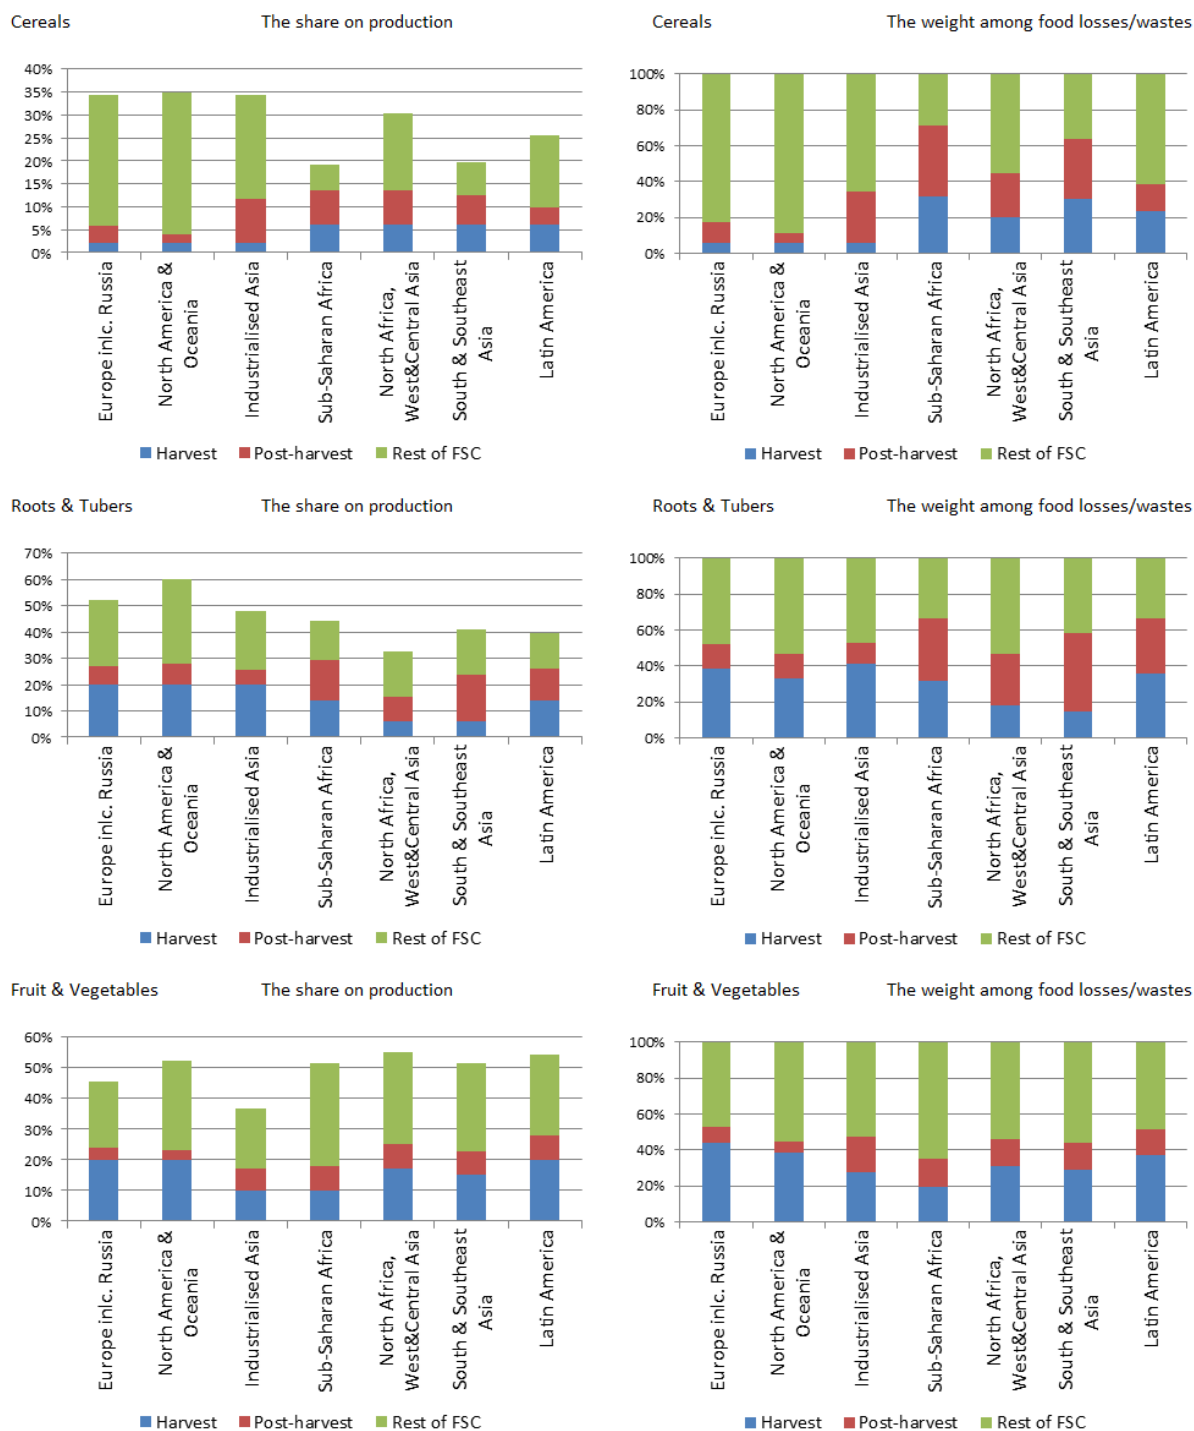 Cereals The share on production
40%
35%
30%
25%
20%
15%
10%
5%
0%
Europe inlc. Russia
North America &
Oceania
Industrialised Asia
Sub-Saharan Africa
North Africa,
West&Central Asia
South & Southeast
Asia
Latin America
Harvest Post-harvest Rest of FSC
Cereals The weight among food losses/wastes
100%
80%
60%
40%
20%
0%
Europe inlc. Russia
North America &
Oceania
Industrialised Asia
Sub-Saharan Africa
North Africa,
West&Central Asia
South & Southeast
Asia
Latin America
Harvest Post-harvest Rest of FSC
Roots & Tubers The share on production
70%
60%
50%
40%
30%
20%
10%
0%
Europe inlc. Russia
North America &
Oceania
Industrialised Asia
Sub-Saharan Africa
North Africa,
West&Central Asia
South & Southeast
Asia
Latin America
Harvest Post-harvest Rest of FSC
Roots & Tubers The weight among food losses/wastes
100%
80%
60%
40%
20%
0%
Europe inlc. Russia
North America &
Oceania
Industrialised Asia
Sub-Saharan Africa
North Africa,
West&Central Asia
South & Southeast
Asia
Latin America
Harvest Post-harvest Rest of FSC
Fruit & Vegetables The share on production
60%
50%
40%
30%
20%
10%
0%
Europe inlc. Russia
North America &
Oceania
Industrialised Asia
Sub-Saharan Africa
North Africa,
West&Central Asia
South & Southeast
Asia
Latin America
Harvest Post-harvest Rest of FSC
Fruit & Vegetables The weight among food losses/wastes
100%
80%
60%
40%
20%
0%
Europe inlc. Russia
North America &
Oceania
Industrialised Asia
Sub-Saharan Africa
North Africa,
West&Central Asia
South & Southeast
Asia
Latin America
Harvest Post-harvest Rest of FSC